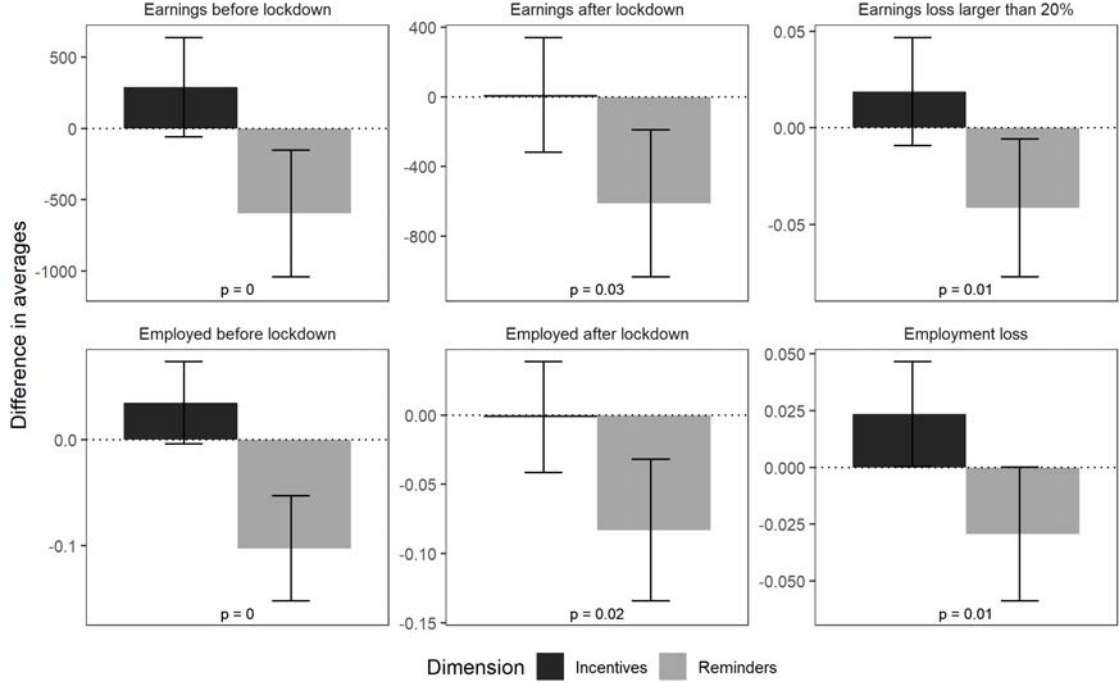 Earnings before lockdown
Earnings after lockdown
Earnings loss larger than 20%
500
0
-500
-1000
p = 0
400
0
-400
-800
p = 0.03
0.05
0.00
-0.05
p = 0.01
Difference in averages
Employed before lockdown
Employed after lockdown
Employment loss
0.0
-0.1
p = 0
0.00
-0.05
-0.10
-0.15
p = 0.02
0.050
0.025
0.000
-0.025
-0.050
p = 0.01
Dimension Incentives Reminders